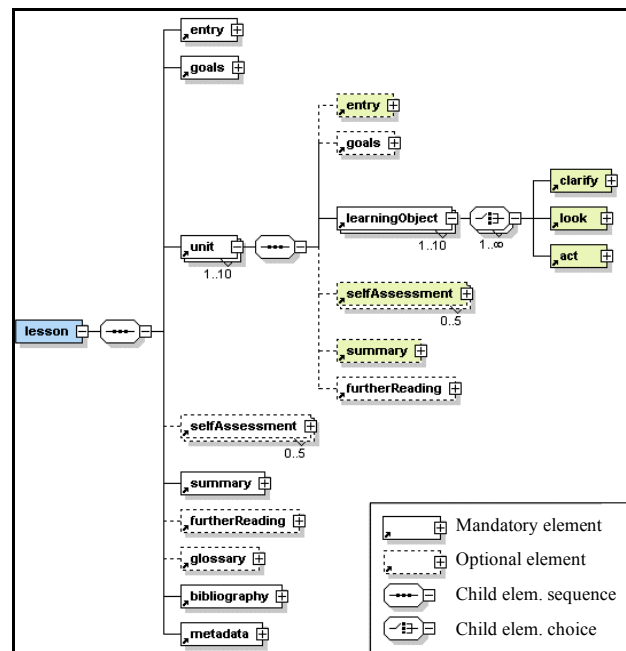 entry
goals
entry
goals
clarify
learningObject
look
1..10
1..∞
act
unit
1..10
selfAssessment
0..5
lesson
summary
furtherReading
selfAssessment
0..5
summary
furtherReading
glossary
bibliography
metadata
Mandatory element
Optional element
Child elem. sequence
Child elem. choice